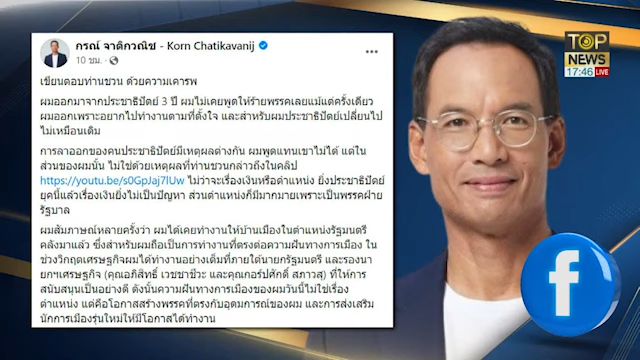 กรณ์ จาติกวณิช - Korn Chatikavanij
10 ชม.
เขียนตอบท่านชวน ด้วยความเคารพ
ผมออกมาจากประชาธิปัตย์ 3 ปี ผมไม่เคยพูดให้ร้ายพรรคเลยแม้แต่ครั้งเดียว
ผมออกเพราะอยากไปทำงานตามที่ตั้งใจ และสำหรับผมประชาธิปัตย์เปลี่ยนไป
ไม่เหมือนเดิม
การลาออกของคนประชาธิปัตย์มีเหตุผลต่างกัน ผมพูดแทนเขาไม่ได้ แต่ใน
ส่วนของผมนั้น ไม่ใช่ด้วยเหตุผลที่ท่านชวนกล่าวถึงในคลิป
https://youtu.be/s0GpJaj7lUw ไม่ว่าจะเรื่องเงินหรือตำแหน่ง ยิ่งประชาธิปัตย์
ยุคนี้แล้วเรื่องเงินยิ่งไม่เป็นปัญหา ส่วนตำแหน่งก็มีมากมายเพราะเป็นพรรคฝ่าย
รัฐบาล
ผมสัมภาษณ์หลายครั้งว่า ผมได้เคยทำงานให้บ้านเมืองในตำแหน่งรัฐมนตรี
คลังมาแล้ว ซึ่งสำหรับผมถือเป็นการทำงานที่ตรงต่อความฝันทางการเมือง ใน
ช่วงวิกฤตเศรษฐกิจผมได้ทำงานอย่างเต็มที่ภายใต้นายกรัฐมนตรี และรองนา
ยกฯเศรษฐกิจ (คุณอภิสิทธิ์ เวชชาชีวะ และคุณกอร์ปศักดิ์ สภาวสุ) ที่ให้การ
สนับสนุนเป็นอย่างดี ดังนั้นความฝันทางการเมืองของผมวันนี้ไม่ใช่เรื่อง
ตำแหน่ง แต่คือโอกาสสร้างพรรคที่ตรงกับอุดมการณ์ของผม และการส่งเสริม
นักการเมืองรุ่นใหม่ให้มีโอกาสได้ทำงาน
TOP
NEWS
17:46 LIVE